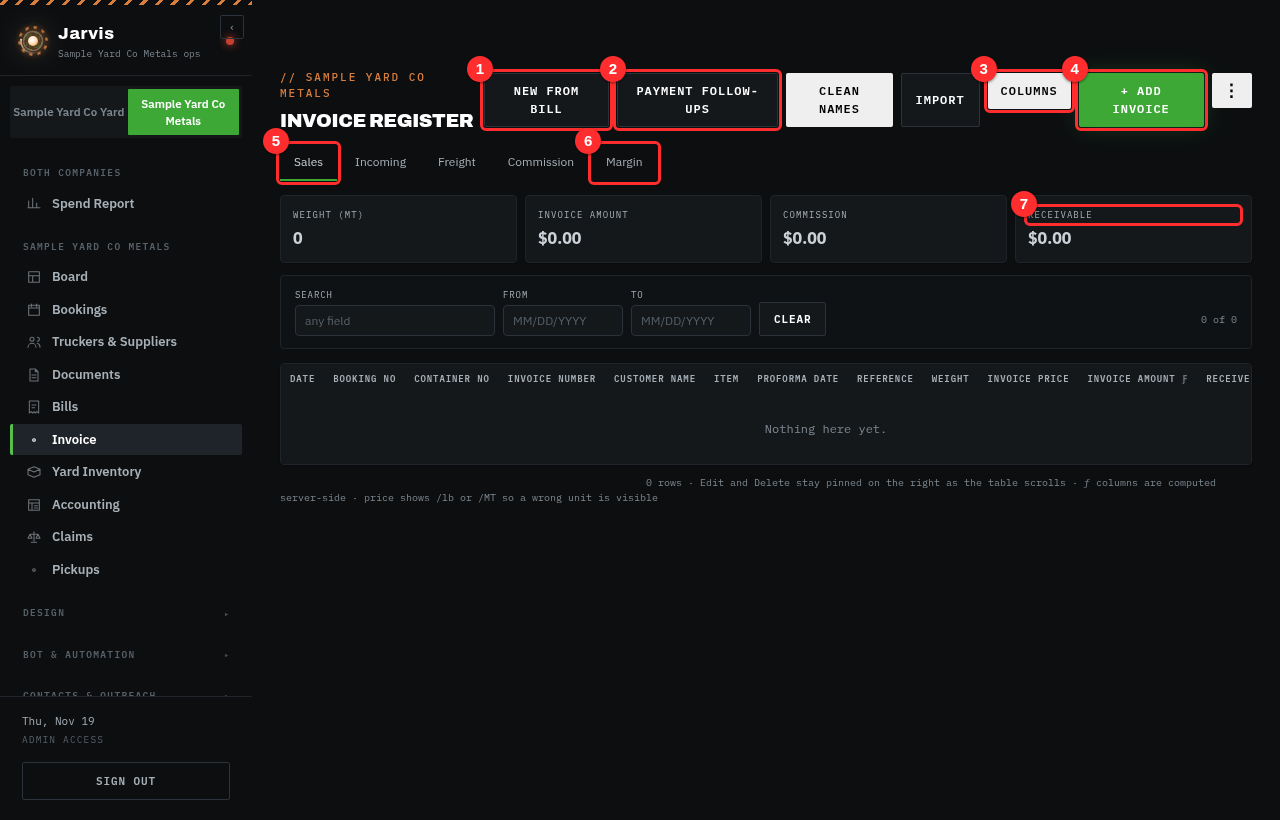 Jarvis
Sample Yard Co Metals ops
‹
Sample Yard Co Yard
Sample Yard Co
Metals
BOTH COMPANIES
Spend Report
SAMPLE YARD CO METALS
Board
Bookings
Truckers & Suppliers
Documents
Bills
Invoice
Yard Inventory
Accounting
Claims
Pickups
DESIGN
BOT & AUTOMATION
CONTACTS & OUTREACH
Thu, Nov 19
ADMIN ACCESS
SIGN OUT
// SAMPLE YARD CO
METALS
INVOICE REGISTER
1
NEW FROM
BILL
2
PAYMENT FOLLOW-
UPS
CLEAN
NAMES
IMPORT
3
COLUMNS
4
+ ADD
INVOICE
⋮
5
Sales
Incoming
Freight
Commission
6
Margin
WEIGHT (MT)
0
INVOICE AMOUNT
$0.00
COMMISSION
$0.00
7
RECEIVABLE
$0.00
SEARCH
any field
FROM
MM/DD/YYYY
TO
MM/DD/YYYY
CLEAR
0 of 0
DATE BOOKING NO CONTAINER NO INVOICE NUMBER CUSTOMER NAME ITEM PROFORMA DATE REFERENCE WEIGHT INVOICE PRICE INVOICE AMOUNT ƒ RECEIVE
Nothing here yet.
0 rows · Edit and Delete stay pinned on the right as the table scrolls · ƒ columns are computed
server-side · price shows /lb or /MT so a wrong unit is visible